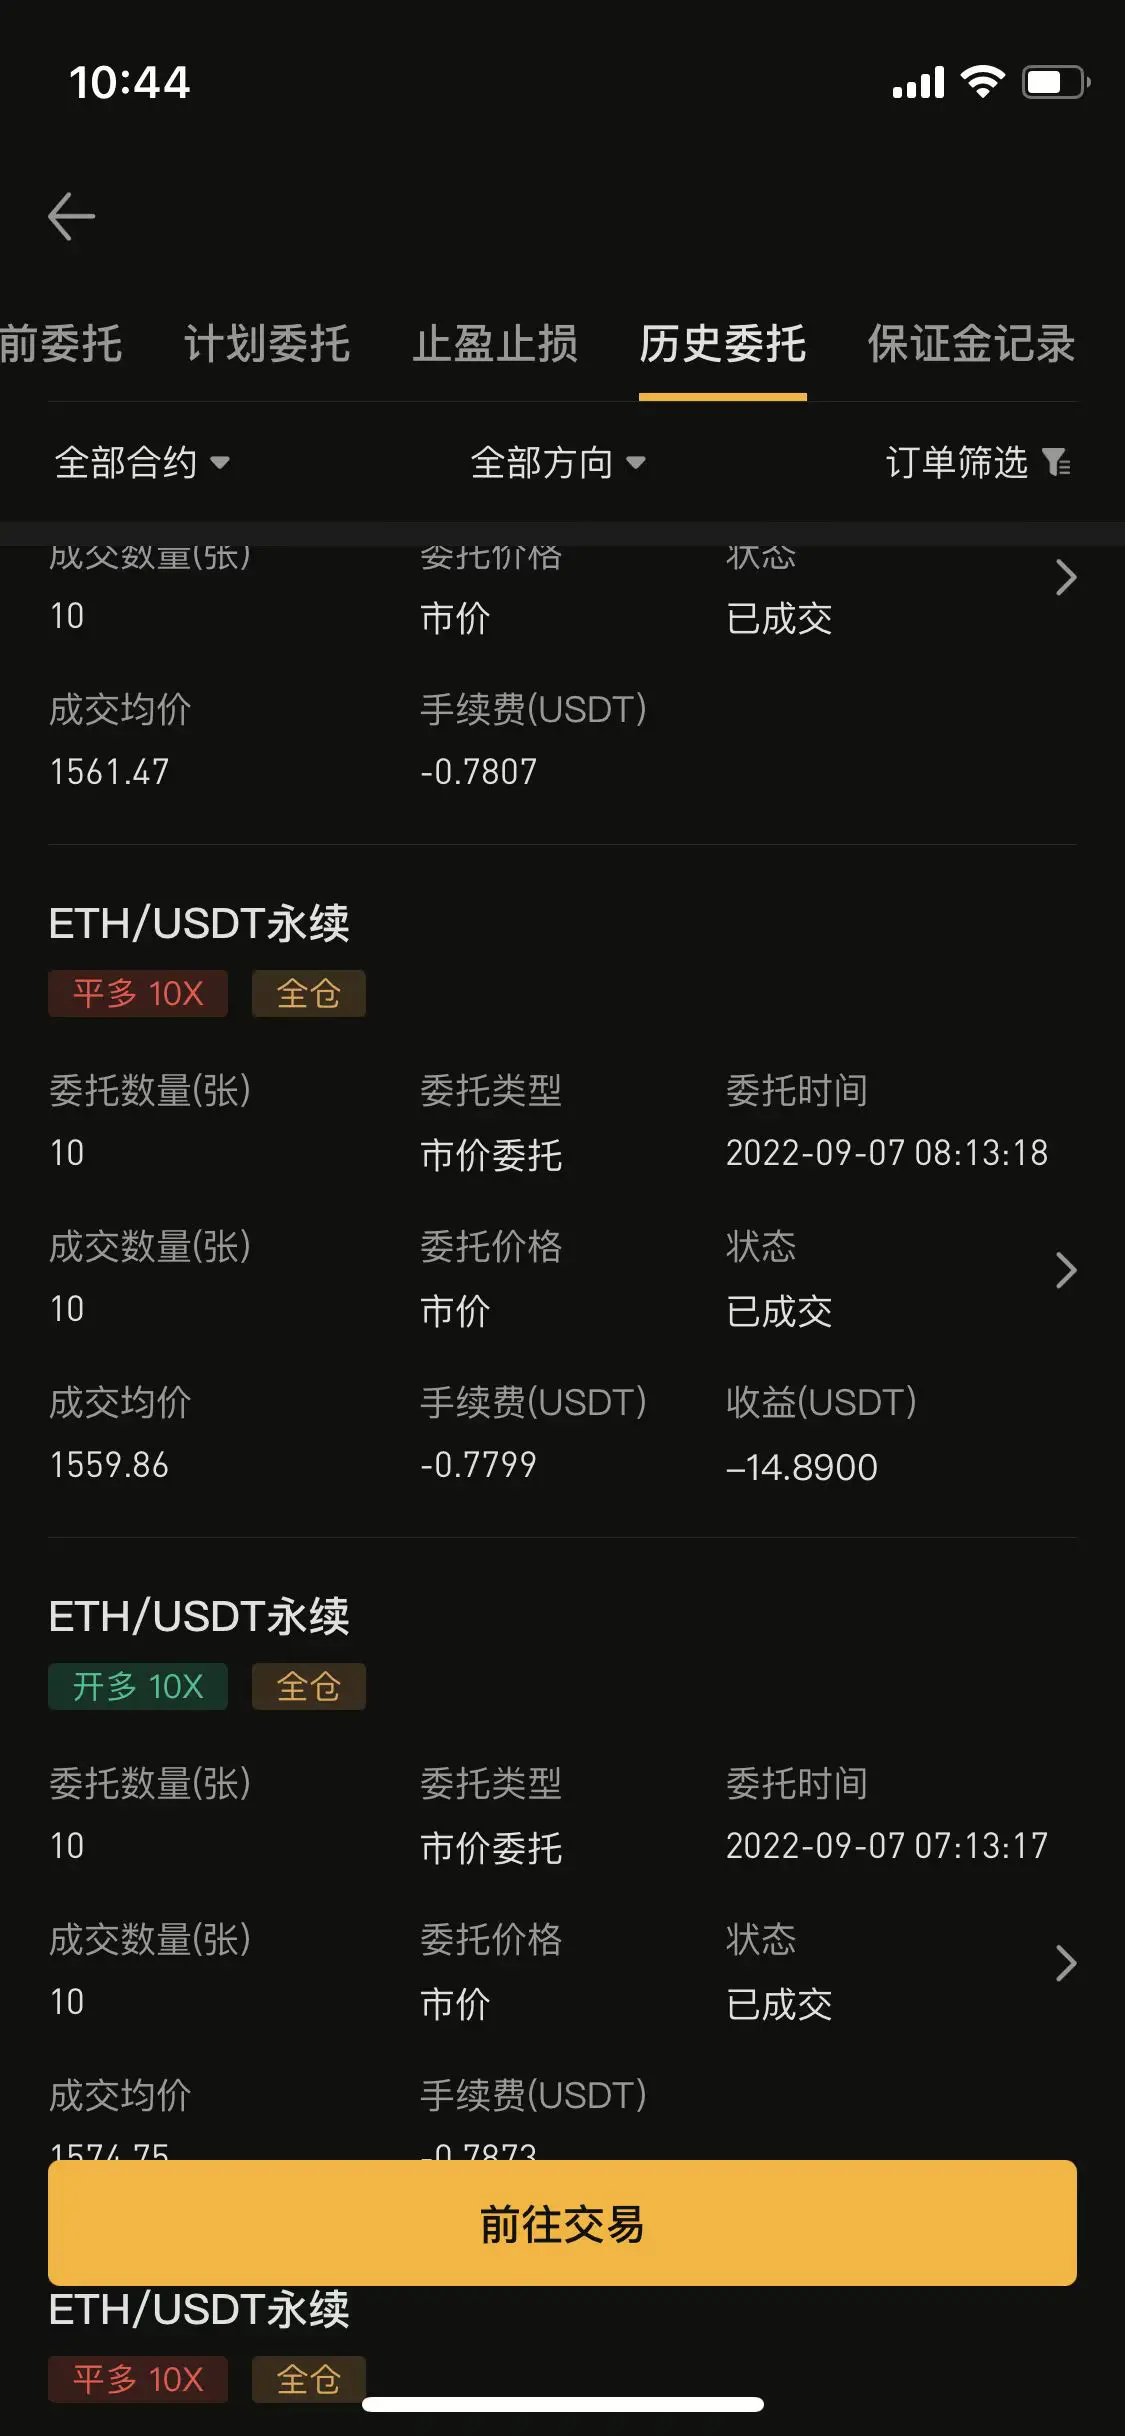 10:44
前委托 计划委托 止盈止损 历史委托 保证金记录
全部合约 全部方向 订单筛选
成交数量(张) 委托价格 状态
10 市价 已成交
成交均价 手续费(USDT)
1561.47 -0.7807
ETH/USDT永续
平多 10X 全仓
委托数量(张) 委托类型 委托时间
10 市价委托 2022-09-07 08:13:18
成交数量(张) 委托价格 状态
10 市价 已成交
成交均价 手续费(USDT) 收益(USDT)
1559.86 -0.7799 –14.8900
ETH/USDT永续
开多 10X 全仓
委托数量(张) 委托类型 委托时间
10 市价委托 2022-09-07 07:13:17
成交数量(张) 委托价格 状态
10 市价 已成交
成交均价 手续费(USDT)
1574.75 -0.7873
前往交易
ETH/USDT永续
平多 10X 全仓